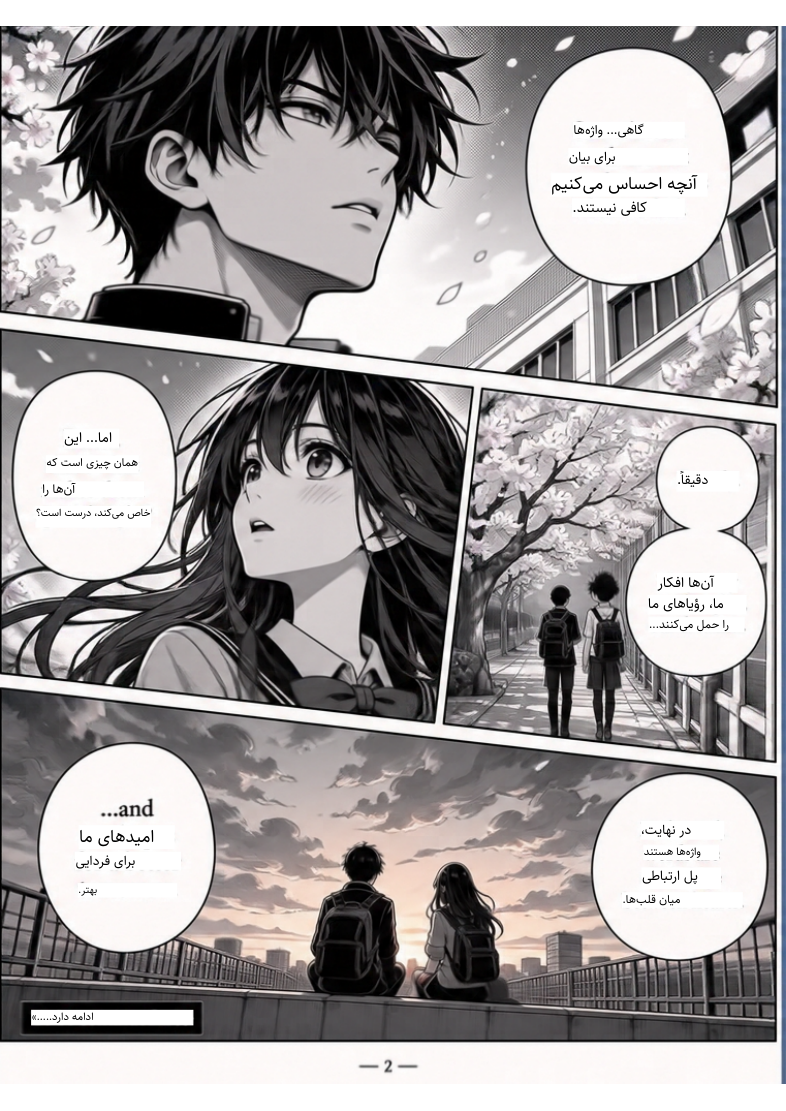 گاهی... واژه‌ها
برای بیان
آنچه احساس می‌کنیم
کافی نیستند.
اما... این
همان چیزی است که
آن‌ها را
خاص می‌کند، درست است؟
دقیقاً.
آن‌ها افکار
ما، رؤیاهای ما
را حمل می‌کنند...
...and
امیدهای ما
برای فردایی
بهتر.
در نهایت،
واژه‌ها هستند
پل ارتباطی
میان قلب‌ها.
ادامه دارد.....»
— 2 —